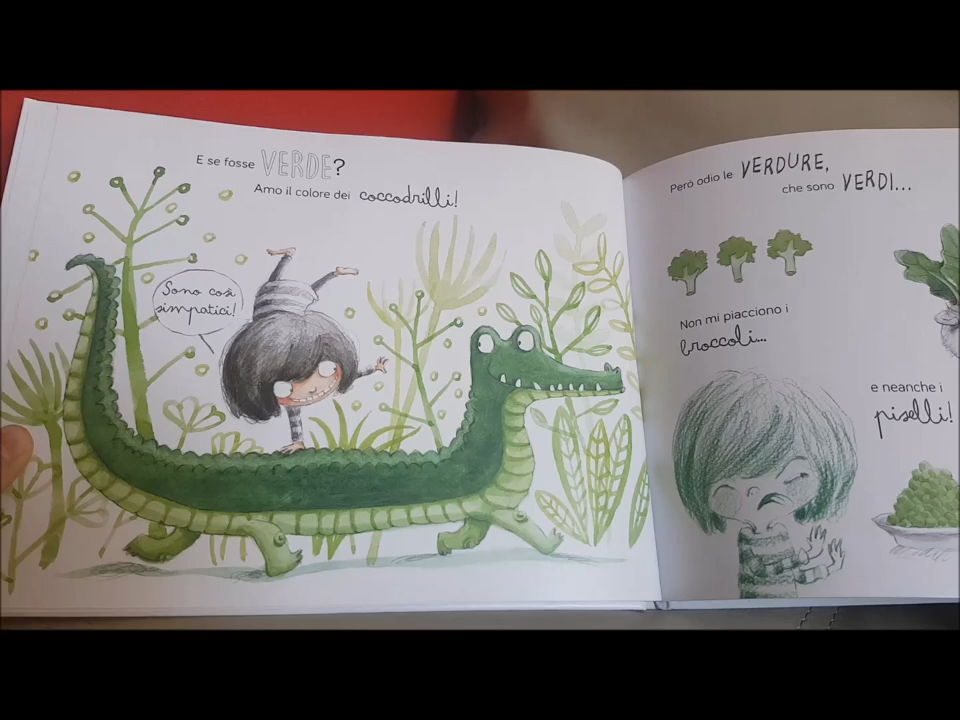 E se fosse VERDE?
Amo il colore dei coccodrilli!
Sono così
simpatici!
Però odio le VERDURE,
che sono VERDI...
Non mi piacciono i
broccoli...
e neanche i
piselli!